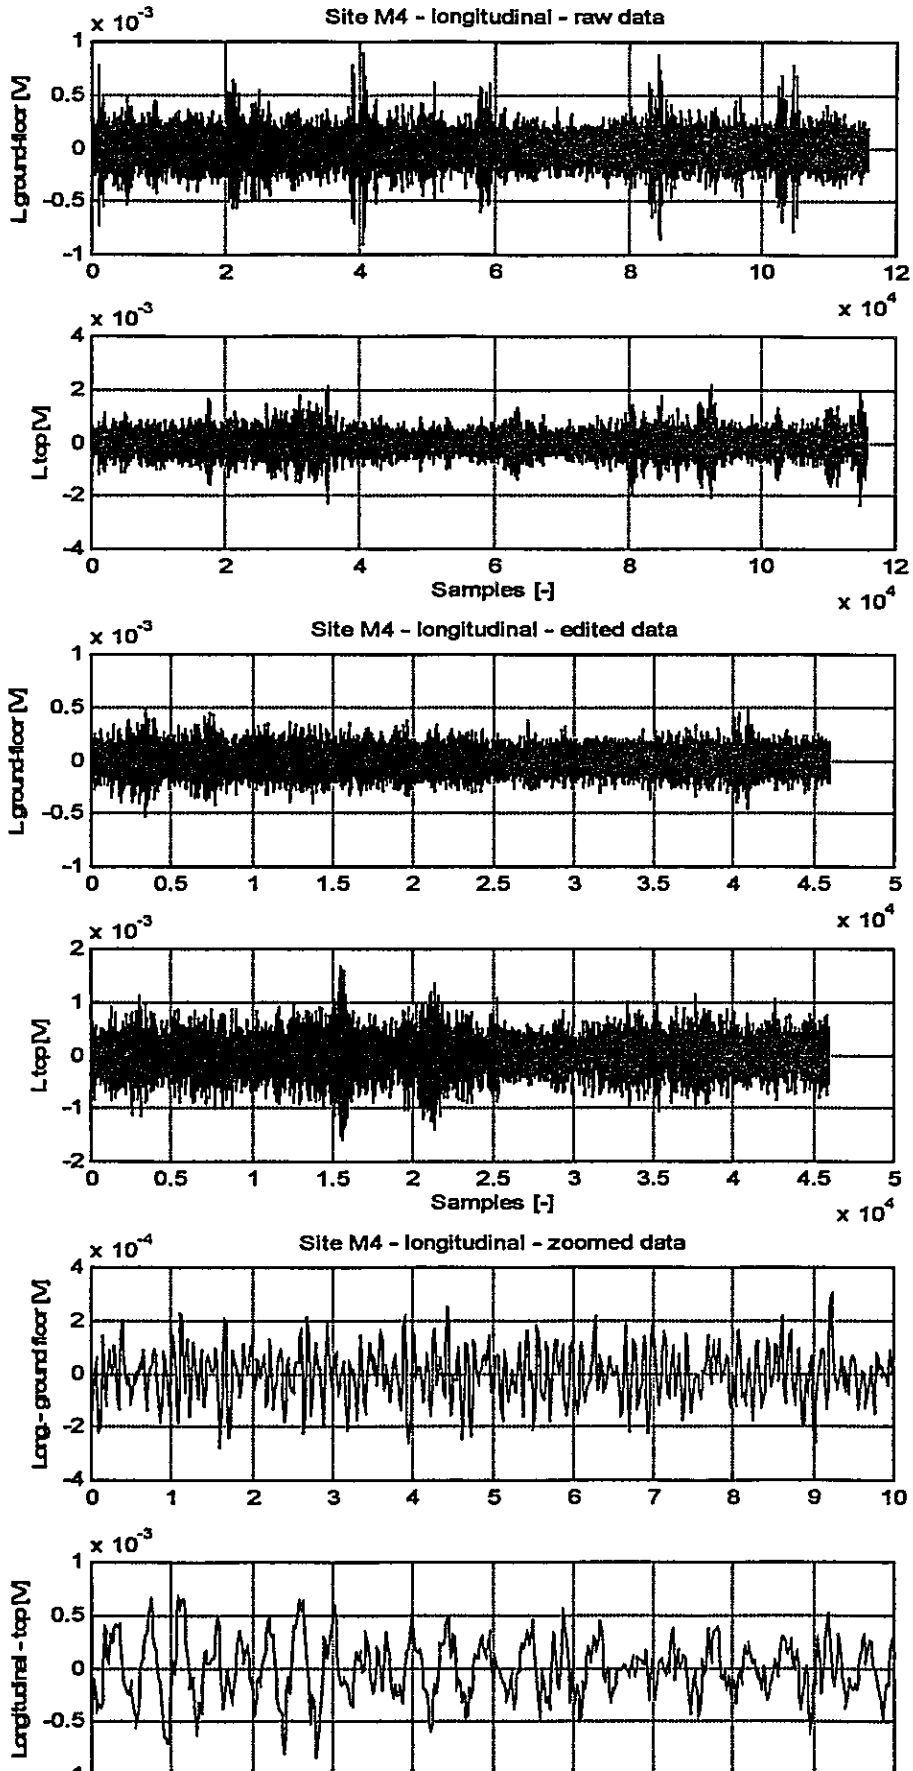 Site M4 - longitudinal - raw data
x 10^-3
L ground-floor [V]
1
0.5
0
-0.5
-1
0 2 4 6 8 10 12
x 10^4
x 10^-3
L top [V]
4
2
0
-2
-4
0 2 4 6 8 10 12
Samples [-]
x 10^4
Site M4 - longitudinal - edited data
x 10^-3
L ground-floor [V]
1
0.5
0
-0.5
-1
0 0.5 1 1.5 2 2.5 3 3.5 4 4.5 5
x 10^4
x 10^-3
L top [V]
2
1
0
-1
-2
0 0.5 1 1.5 2 2.5 3 3.5 4 4.5 5
Samples [-]
x 10^4
Site M4 - longitudinal - zoomed data
x 10^-4
Long.- ground floor [V]
4
2
0
-2
-4
0 1 2 3 4 5 6 7 8 9 10
x 10^-3
Longitudinel - top [V]
1
0.5
0
-0.5